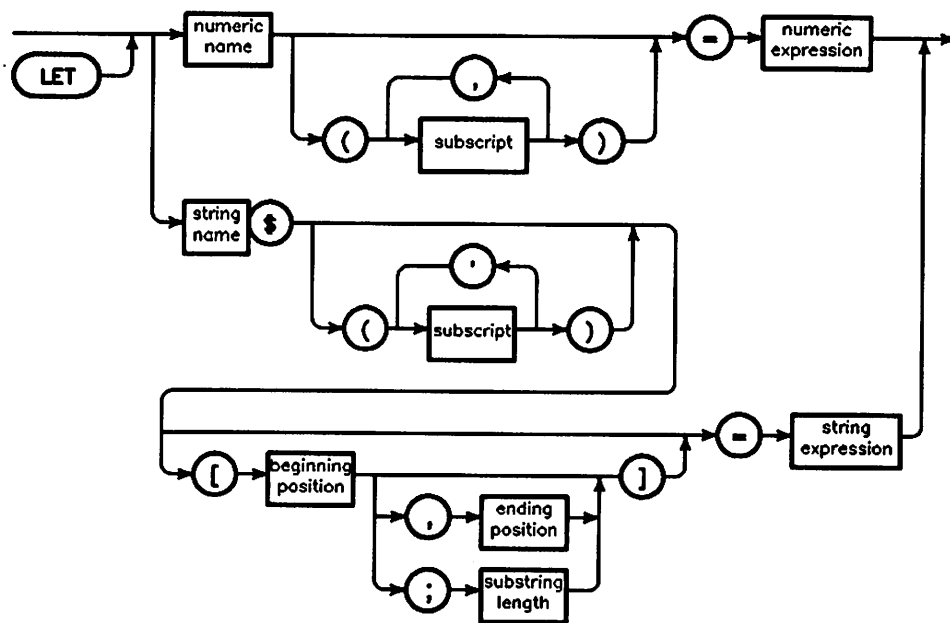 numeric
name
=
numeric
expression
LET
,
(
subscript
)
string
name
$
'
(
subscript
)
=
string
expression
[
beginning
position
]
,
ending
position
;
substring
length